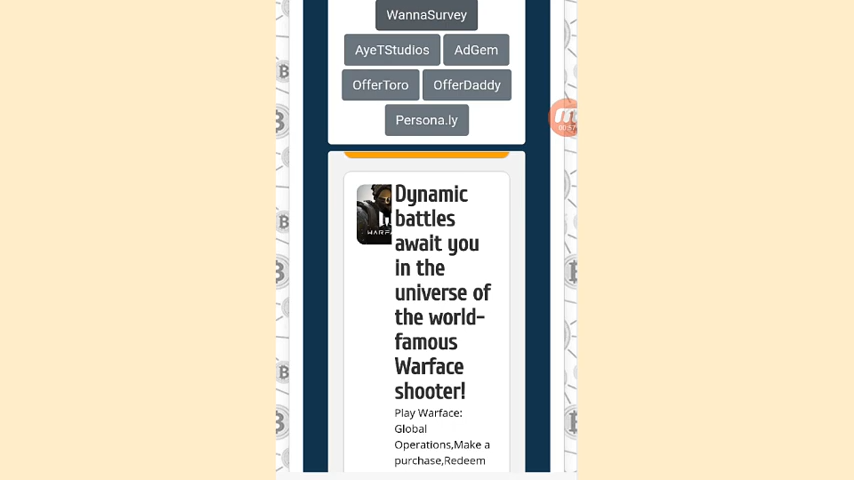 WannaSurvey
AyeTStudios AdGem
OfferToro OfferDaddy
Persona.ly
Dynamic
battles
await you
in the
universe of
the world-
famous
Warface
shooter!
Play Warface:
Global
Operations,Make a
purchase,Redeem